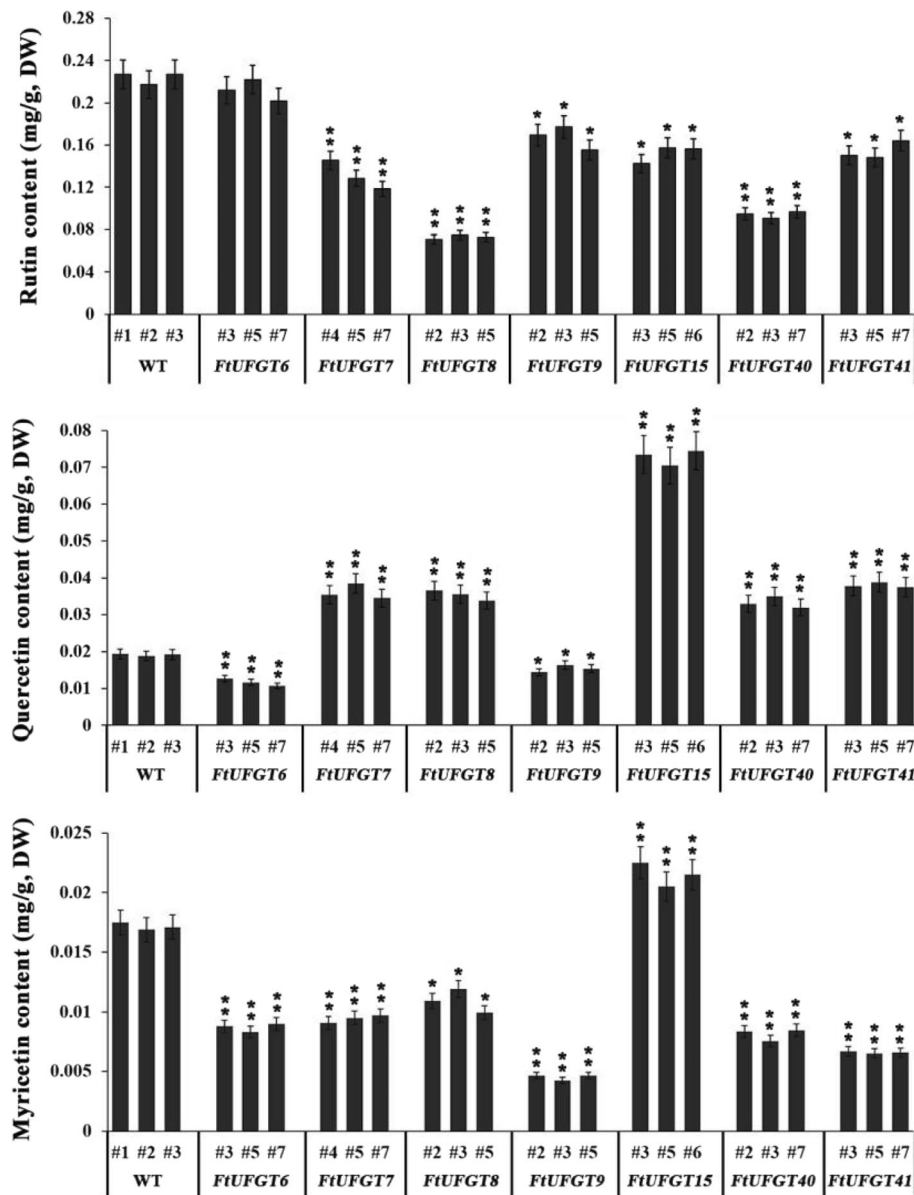 Rutin content (mg/g, DW)
0.28
0.24
0.2
0.16
0.12
0.08
0.04
0
** ** **
** ** **
* * *
* * *
** ** **
* * *
#1 #2 #3 #3 #5 #7 #4 #5 #7 #2 #3 #5 #2 #3 #5 #3 #5 #6 #2 #3 #7 #3 #5 #7
WT FtUFGT6 FtUFGT7 FtUFGT8 FtUFGT9 FtUFGT15 FtUFGT40 FtUFGT41
Quercetin content (mg/g, DW)
0.08
0.07
0.06
0.05
0.04
0.03
0.02
0.01
0
** ** **
** ** **
** ** **
* * *
** ** **
** ** **
** ** **
#1 #2 #3 #3 #5 #7 #4 #5 #7 #2 #3 #5 #2 #3 #5 #3 #5 #6 #2 #3 #7 #3 #5 #7
WT FtUFGT6 FtUFGT7 FtUFGT8 FtUFGT9 FtUFGT15 FtUFGT40 FtUFGT41
Myricetin content (mg/g, DW)
0.025
0.02
0.015
0.01
0.005
0
** ** **
** ** **
* * *
** ** **
** ** **
** ** **
** ** **
#1 #2 #3 #3 #5 #7 #4 #5 #7 #2 #3 #5 #2 #3 #5 #3 #5 #6 #2 #3 #7 #3 #5 #7
WT FtUFGT6 FtUFGT7 FtUFGT8 FtUFGT9 FtUFGT15 FtUFGT40 FtUFGT41